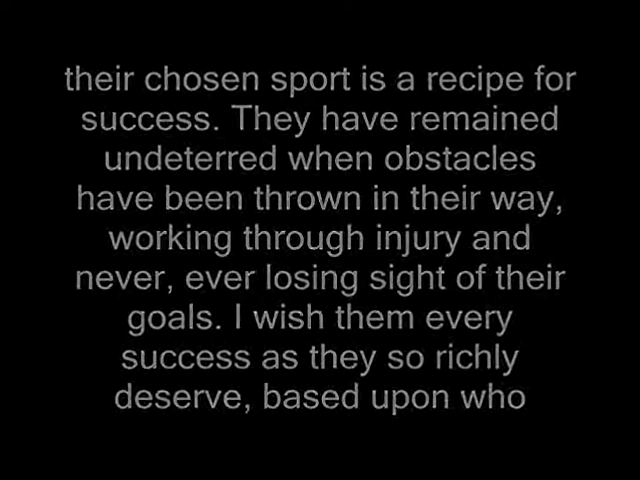 their chosen sport is a recipe for
success. They have remained
undeterred when obstacles
have been thrown in their way,
working through injury and
never, ever losing sight of their
goals. I wish them every
success as they so richly
deserve, based upon who